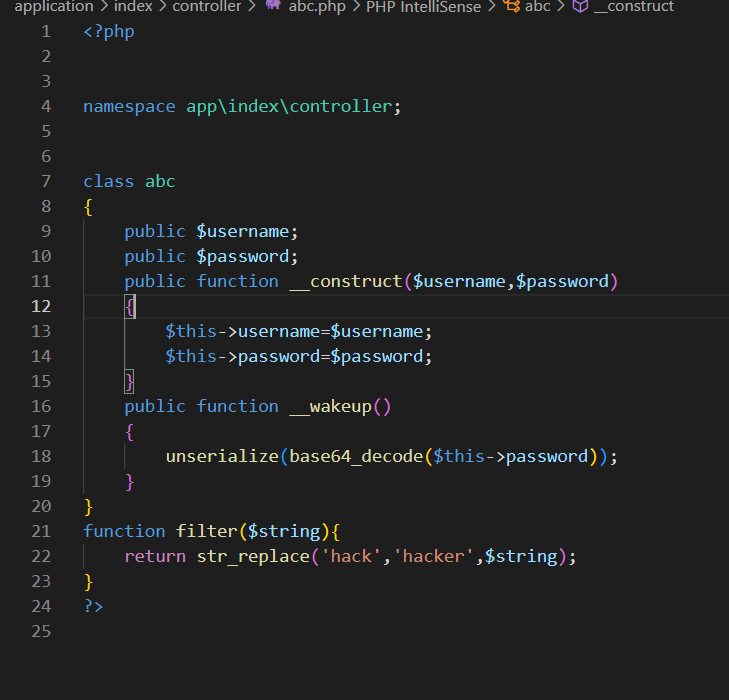 application > index > controller > abc.php > PHP IntelliSense > abc > __construct
1 <?php
2
3
4 namespace app\index\controller;
5
6
7 class abc
8 {
9 public $username;
10 public $password;
11 public function __construct($username,$password)
12 {
13 $this->username=$username;
14 $this->password=$password;
15 }
16 public function __wakeup()
17 {
18 unserialize(base64_decode($this->password));
19 }
20 }
21 function filter($string){
22 return str_replace('hack','hacker',$string);
23 }
24 ?>
25